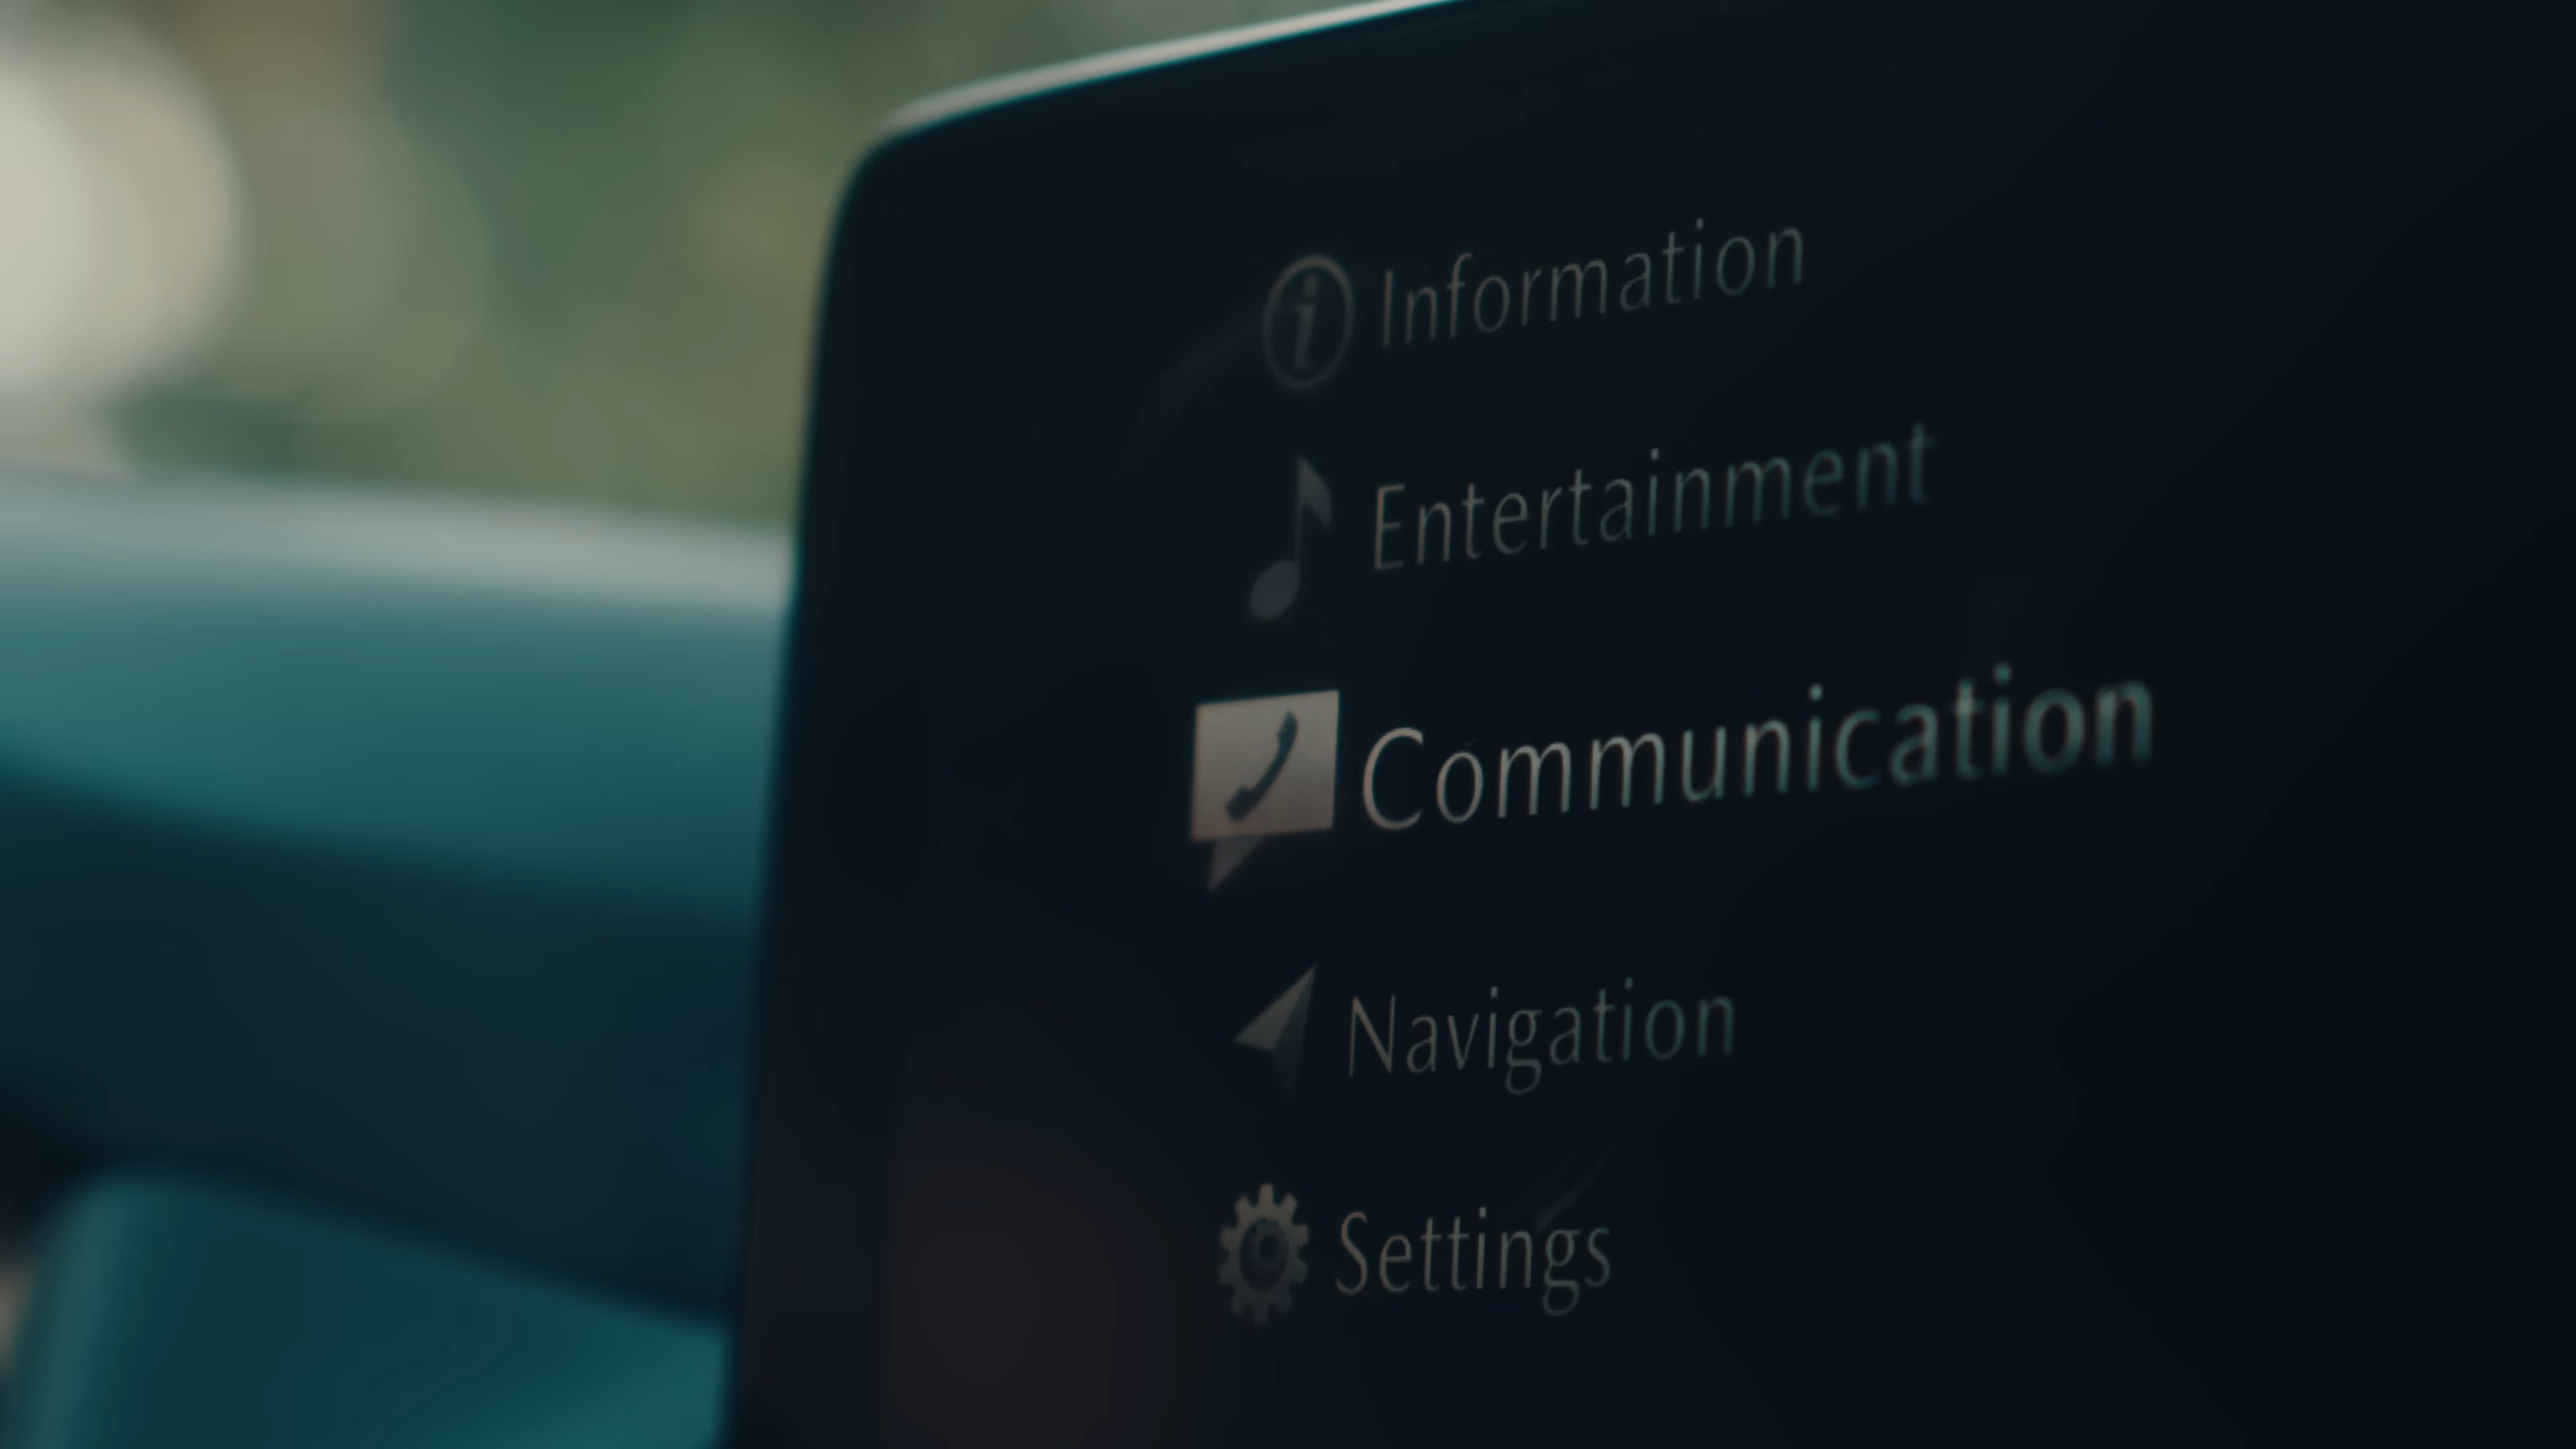 Information
Entertainment
Communication
Navigation
Settings